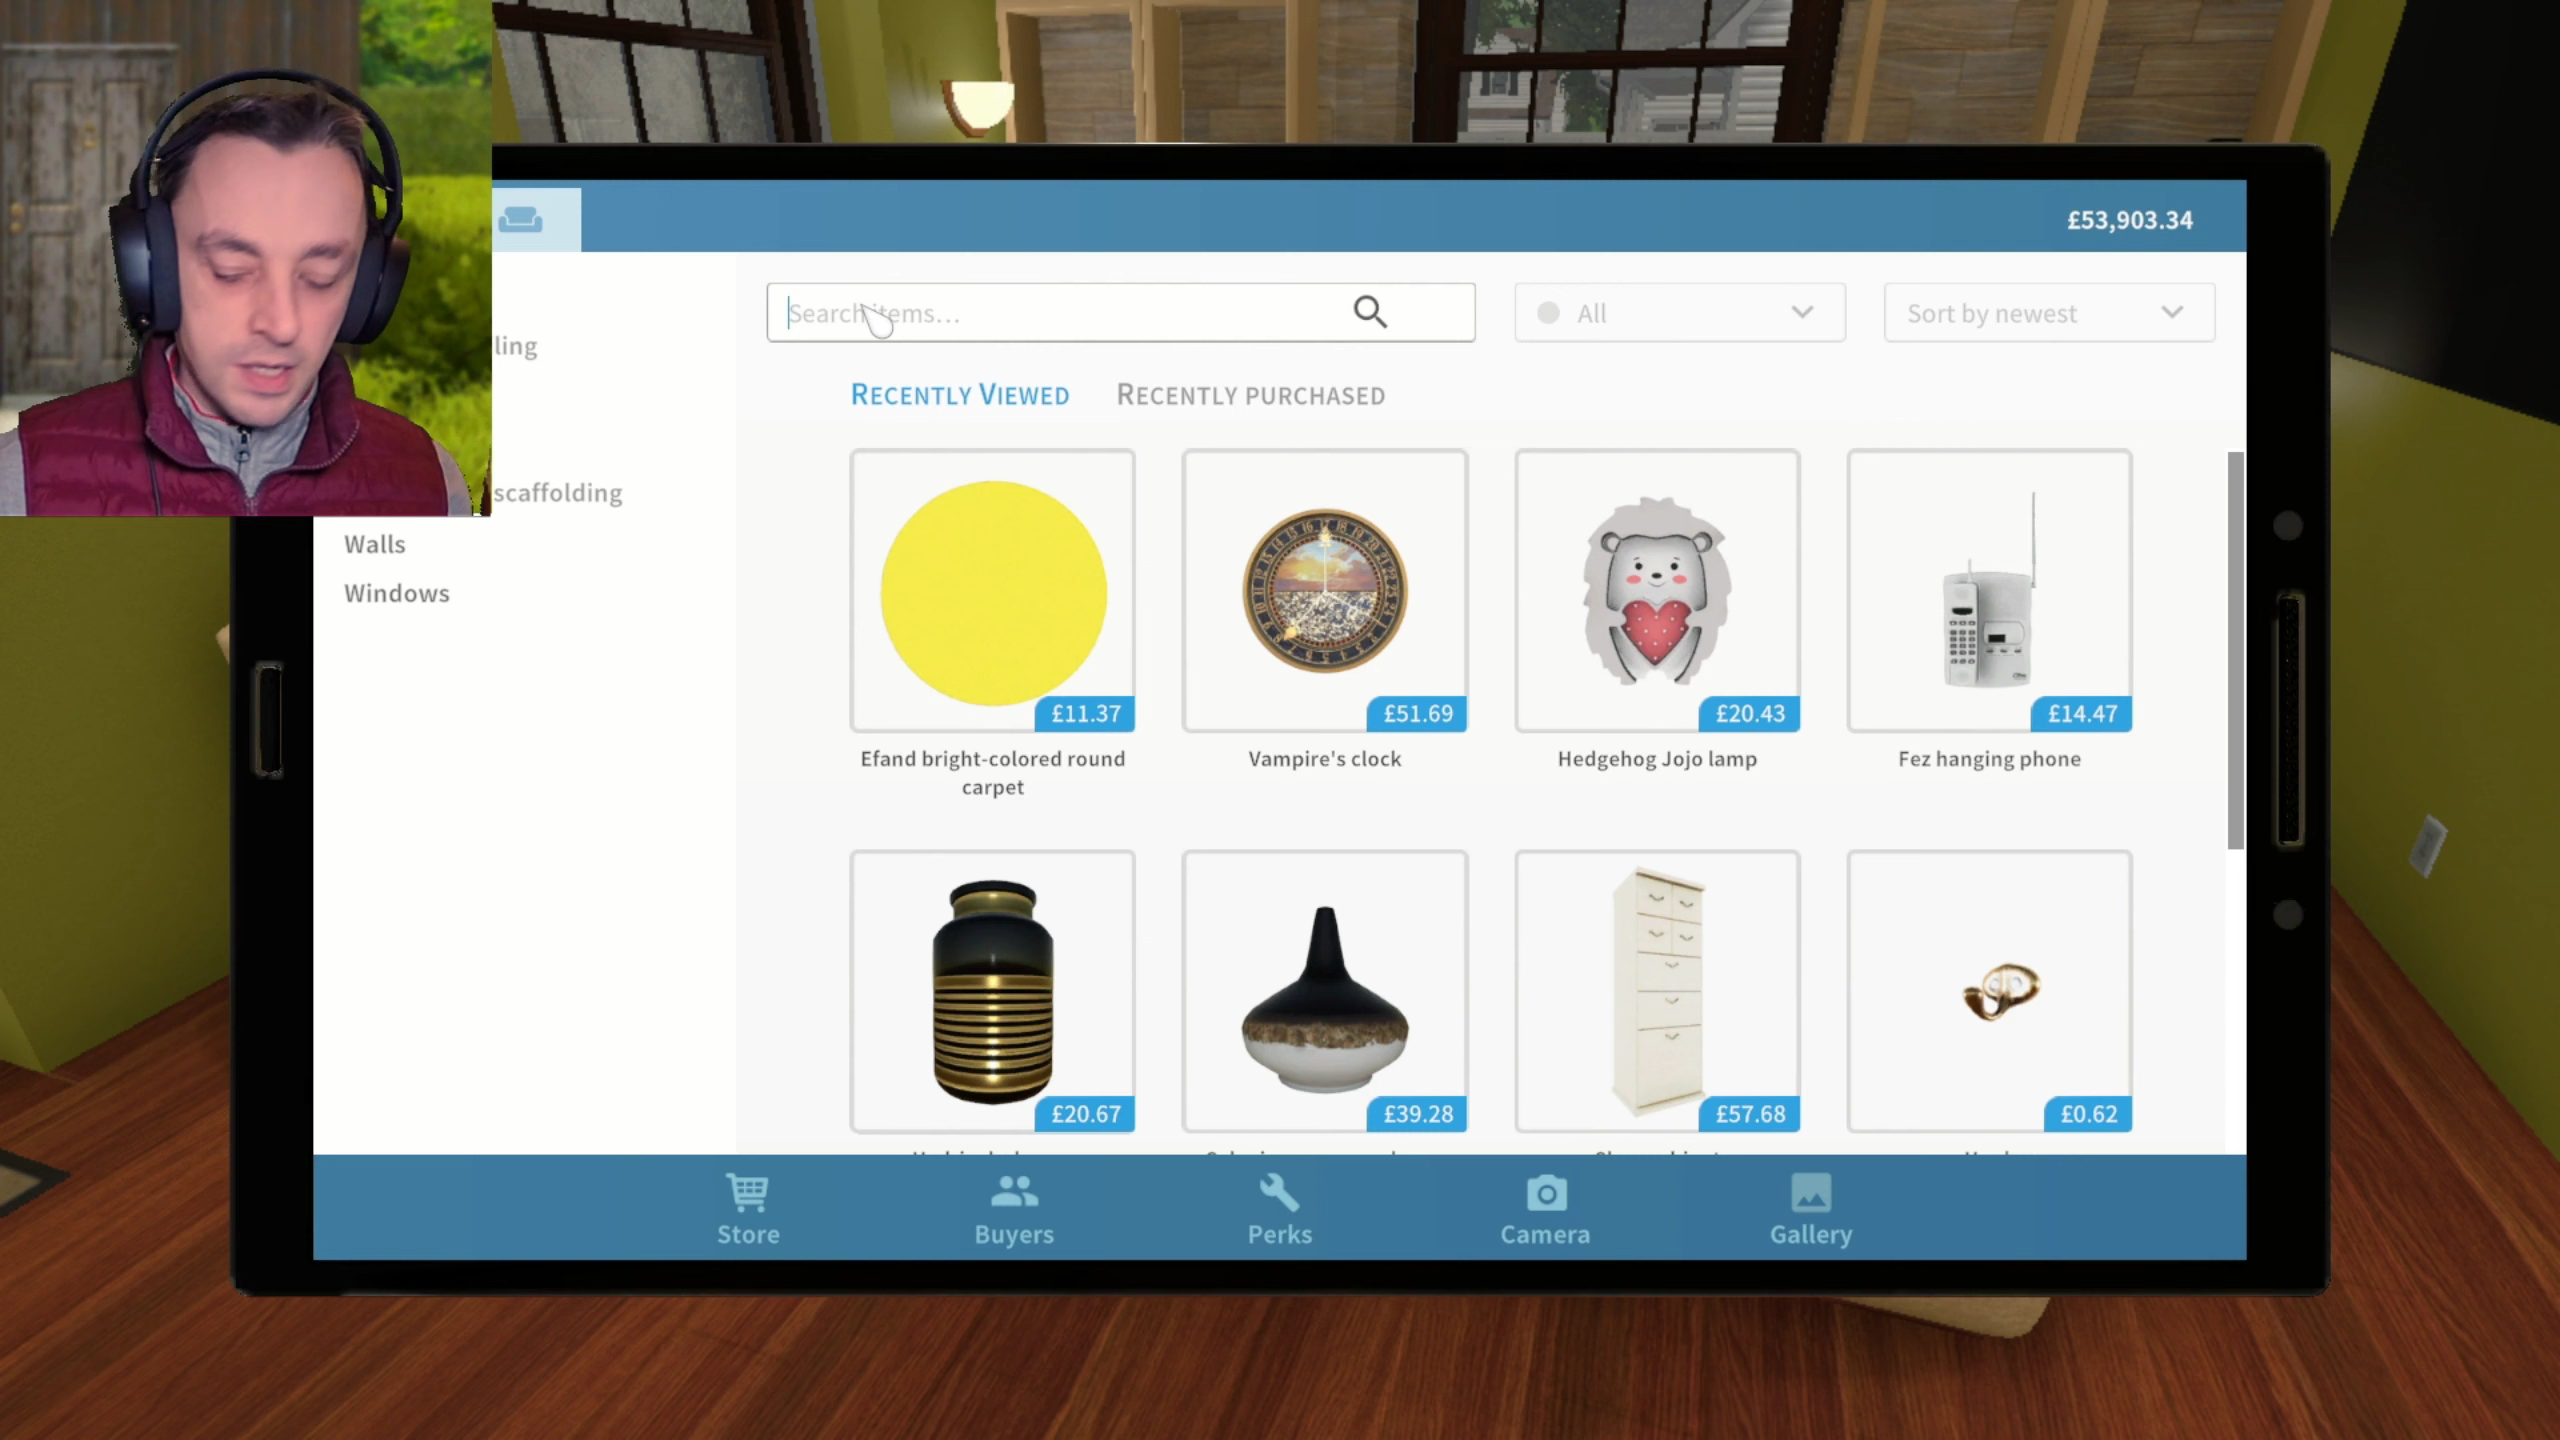 £53,903.34
Search items...
All
Sort by newest
ling
scaffolding
Walls
Windows
RECENTLY VIEWED
RECENTLY PURCHASED
£11.37
£51.69
£20.43
£14.47
Efand bright-colored round
carpet
Vampire's clock
Hedgehog Jojo lamp
Fez hanging phone
£20.67
£39.28
£57.68
£0.62
Store
Buyers
Perks
Camera
Gallery